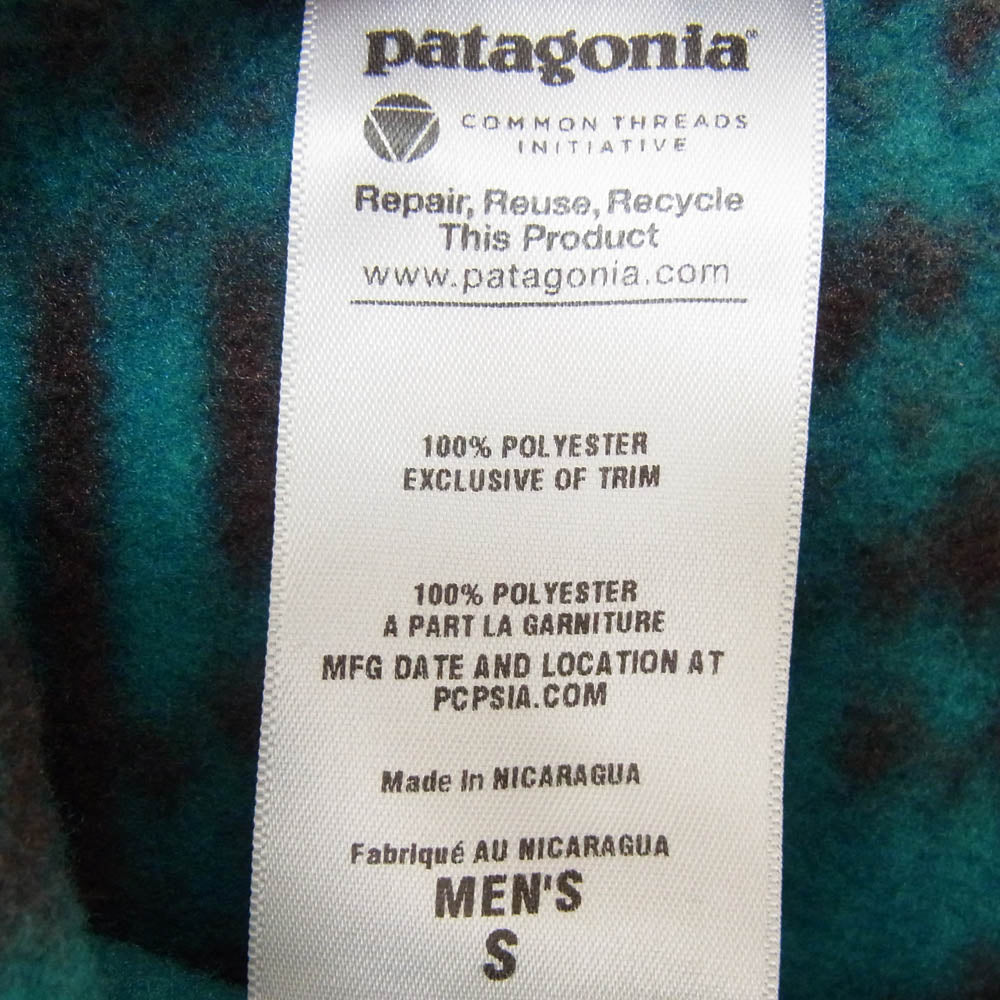 patagonia®
COMMON THREADS
INITIATIVE
Repair, Reuse, Recycle
This Product
www.patagonia.com
100% POLYESTER
EXCLUSIVE OF TRIM
100% POLYESTER
A PART LA GARNITURE
MFG DATE AND LOCATION AT
PCPSIA.COM
Made In NICARAGUA
Fabriqué AU NICARAGUA
MEN'S
S